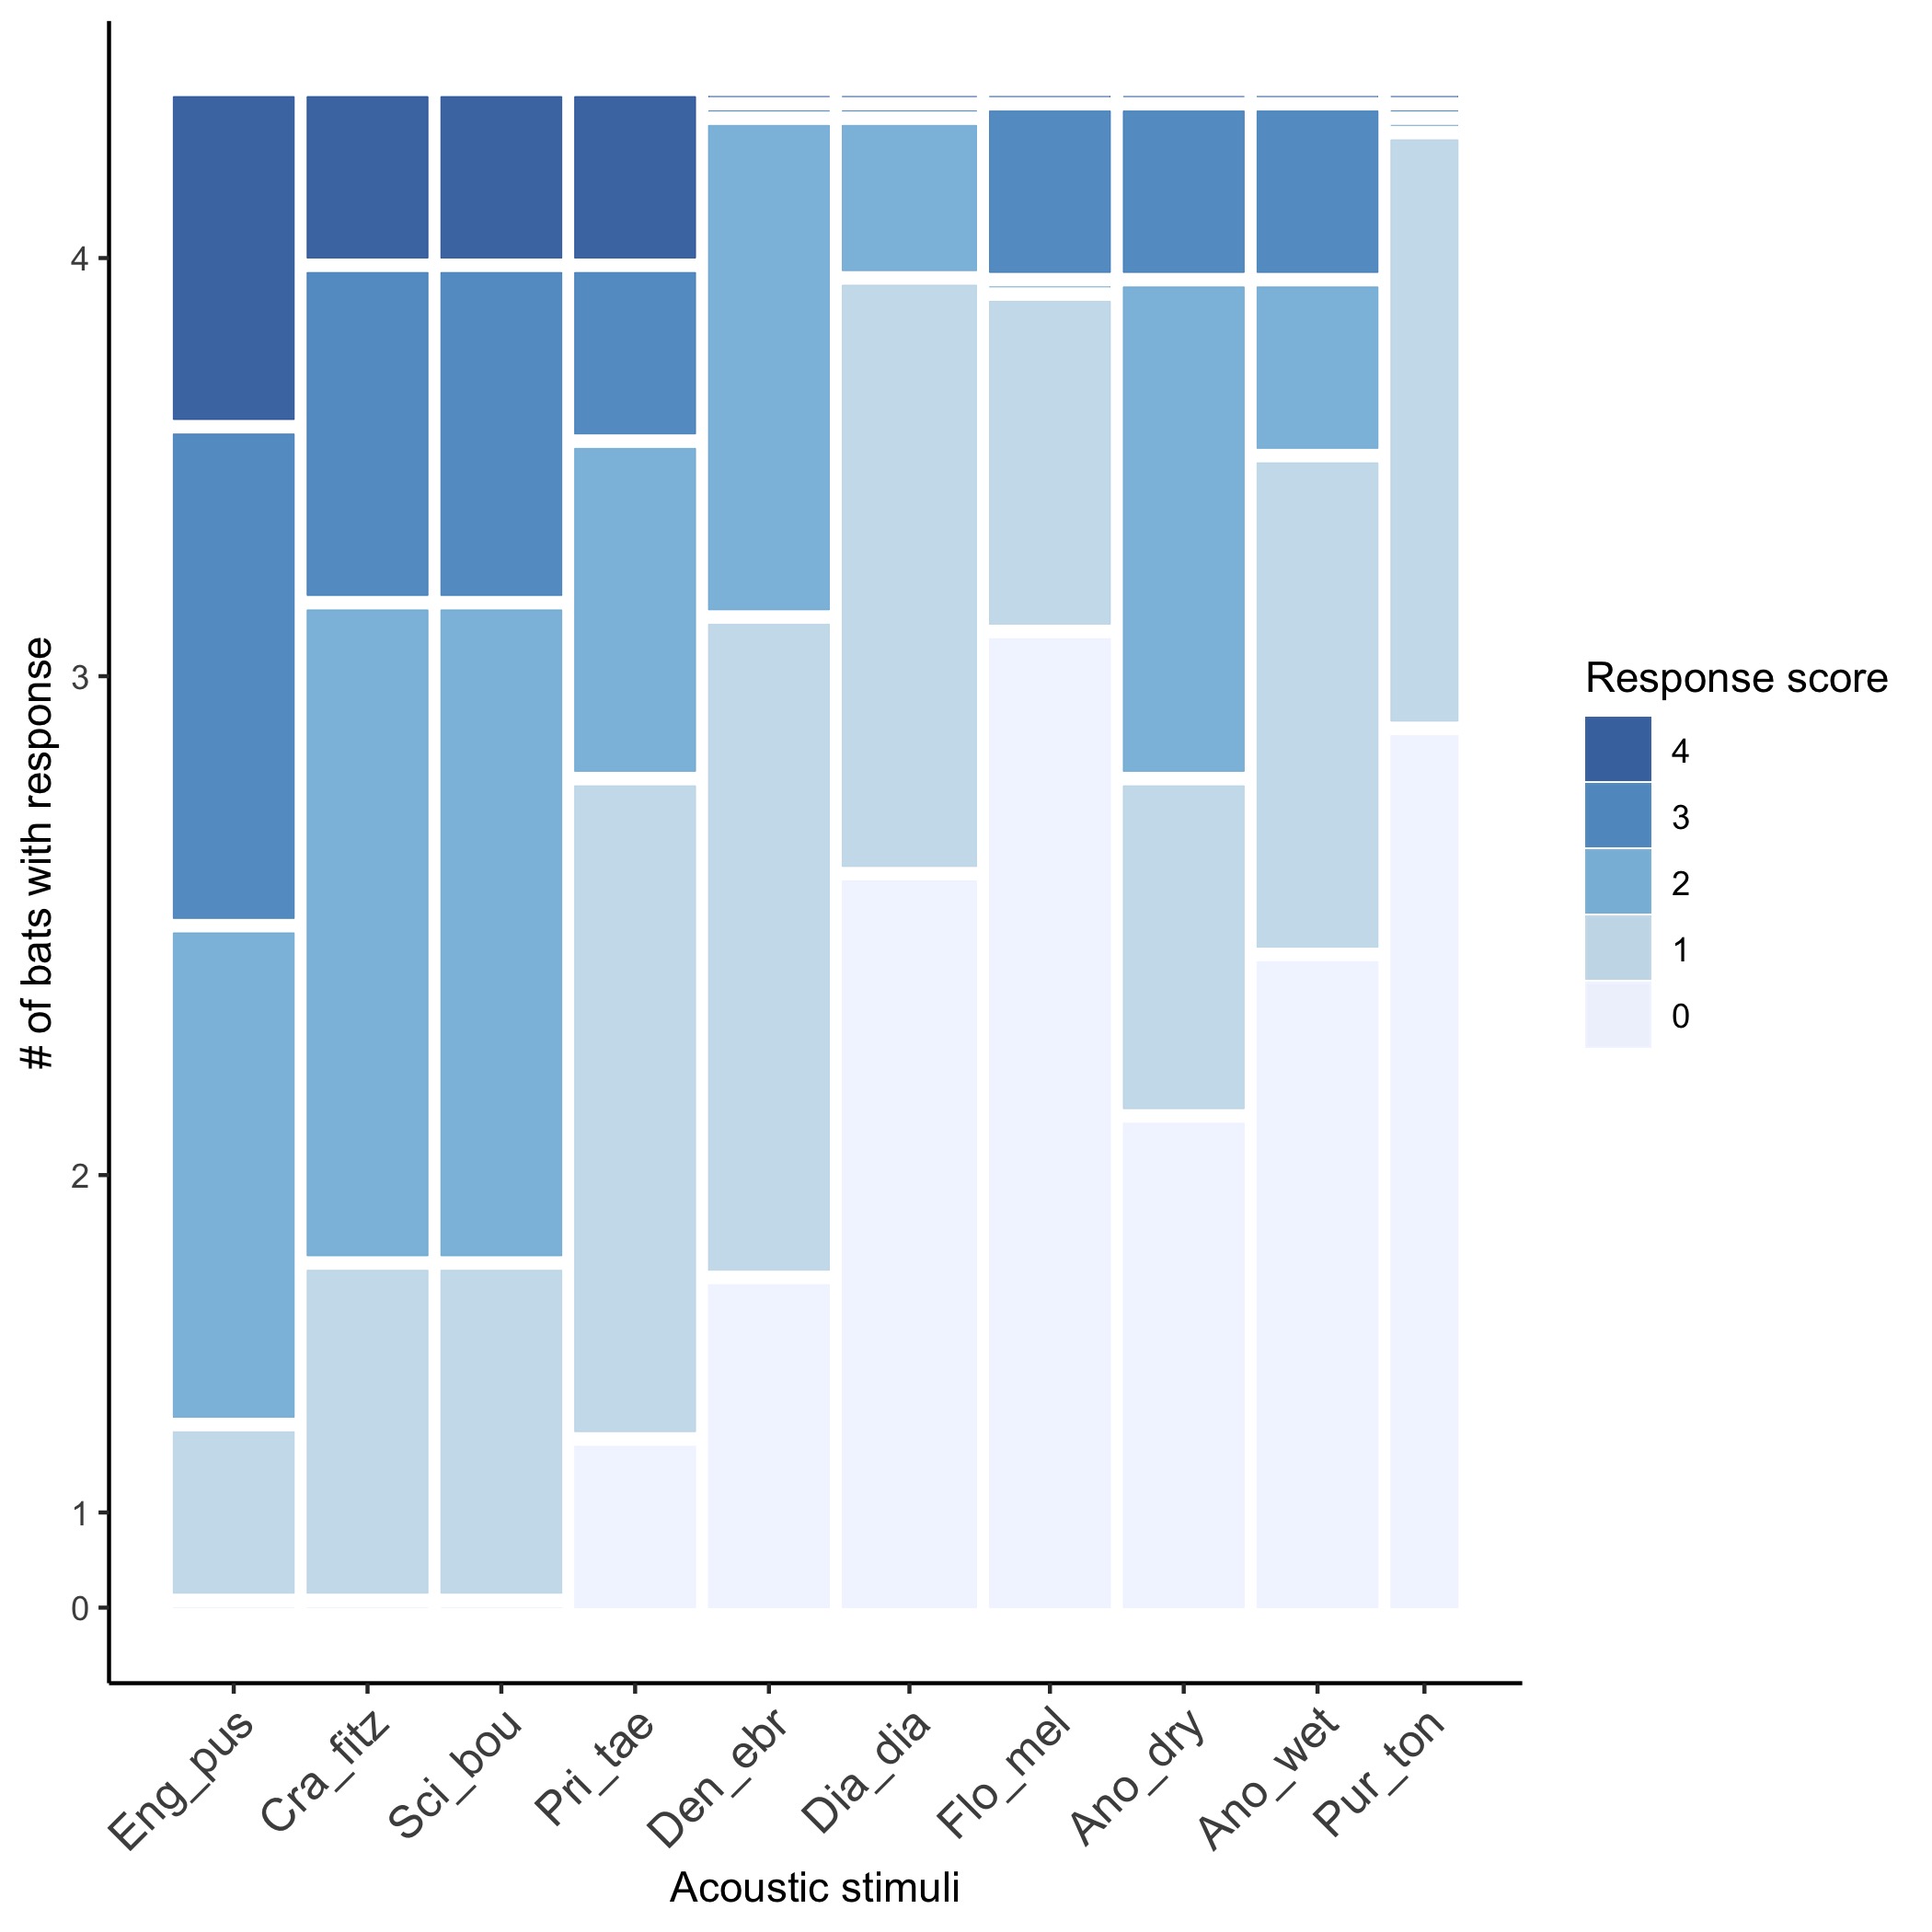 # of bats with response
4
3
2
1
0
Eng_pus
Cra_fitz
Sci_bou
Pri_tae
Den_ebr
Dia_dia
Flo_mel
Ano_dry
Ano_wet
Pur_ton
Acoustic stimuli
Response score
4
3
2
1
0